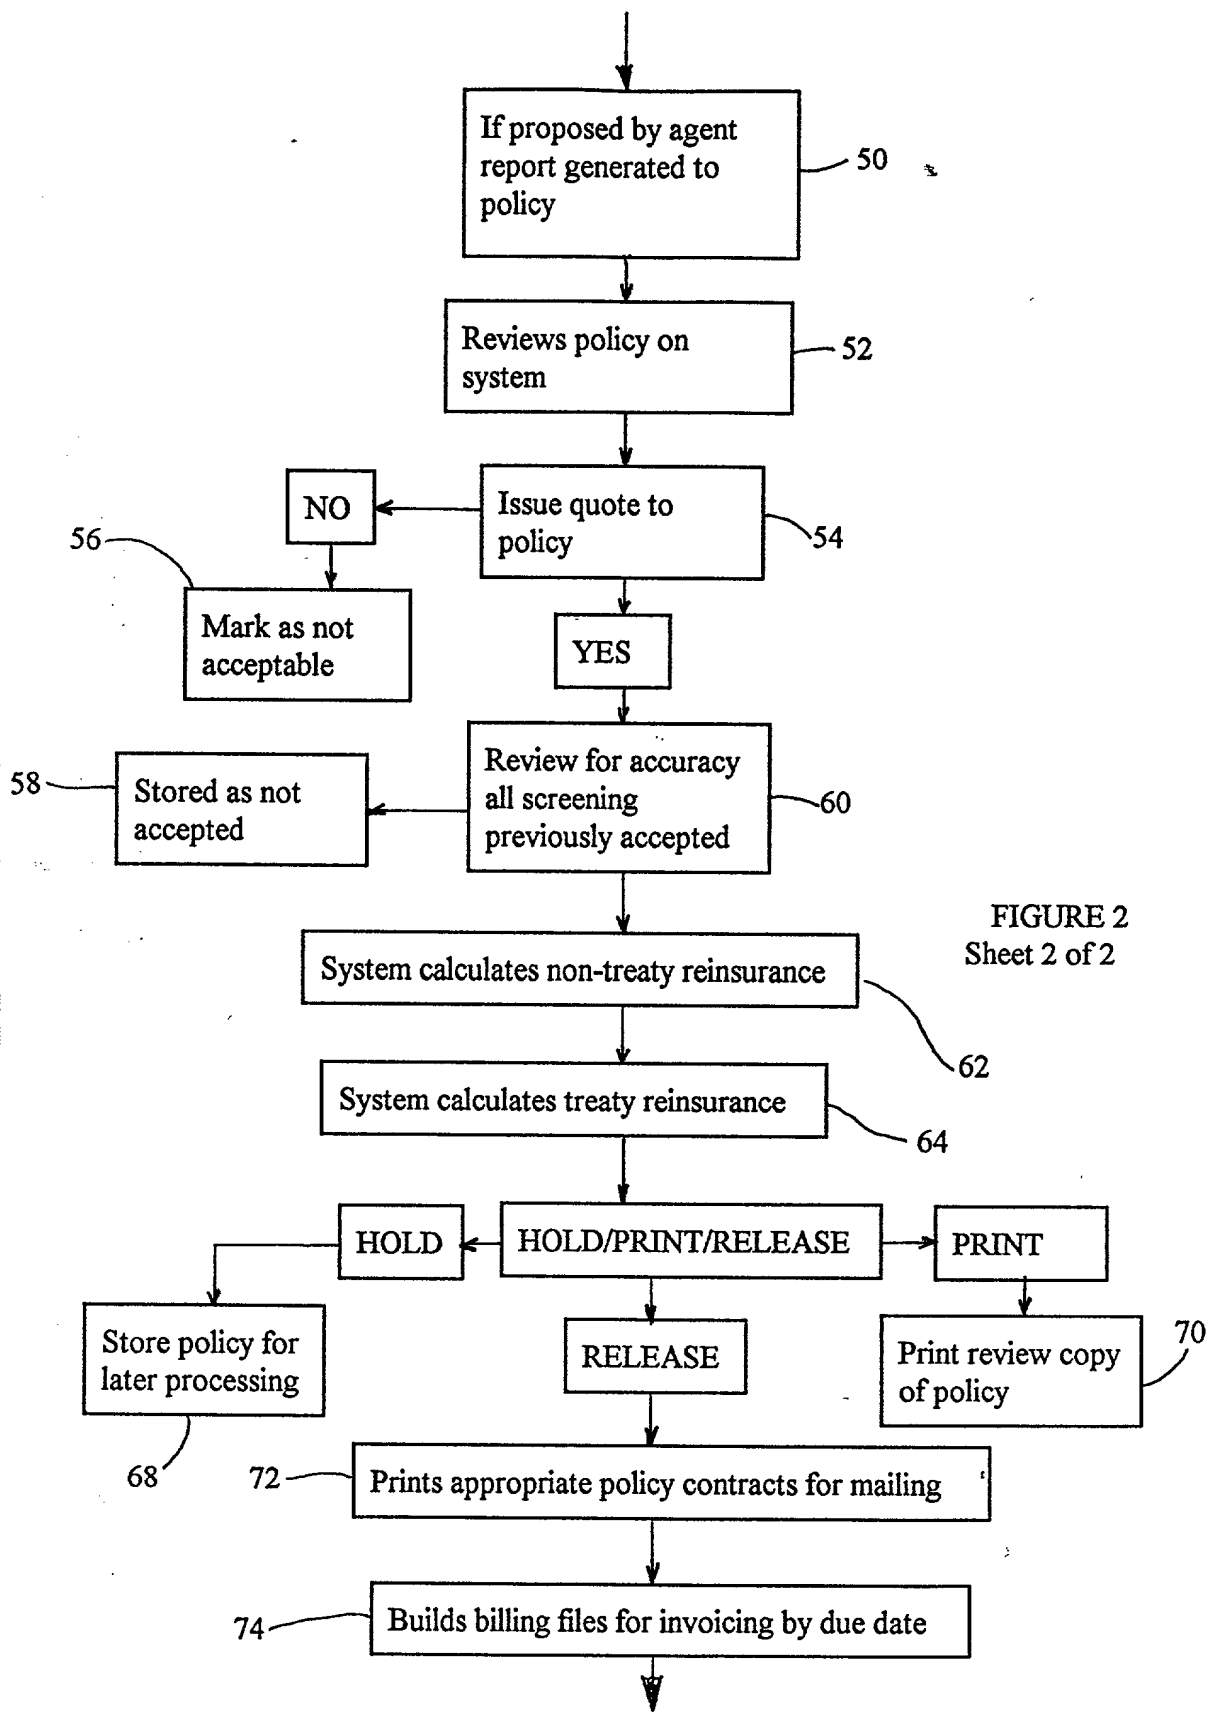 If proposed by agent
report generated to
policy
50
Reviews policy on
system
52
NO
Issue quote to
policy
54
56
Mark as not
acceptable
YES
58
Stored as not
accepted
Review for accuracy
all screening
previously accepted
60
FIGURE 2
Sheet 2 of 2
System calculates non-treaty reinsurance
62
System calculates treaty reinsurance
64
HOLD
HOLD/PRINT/RELEASE
PRINT
Store policy for
later processing
68
RELEASE
Print review copy
of policy
70
72
Prints appropriate policy contracts for mailing
74
Builds billing files for invoicing by due date